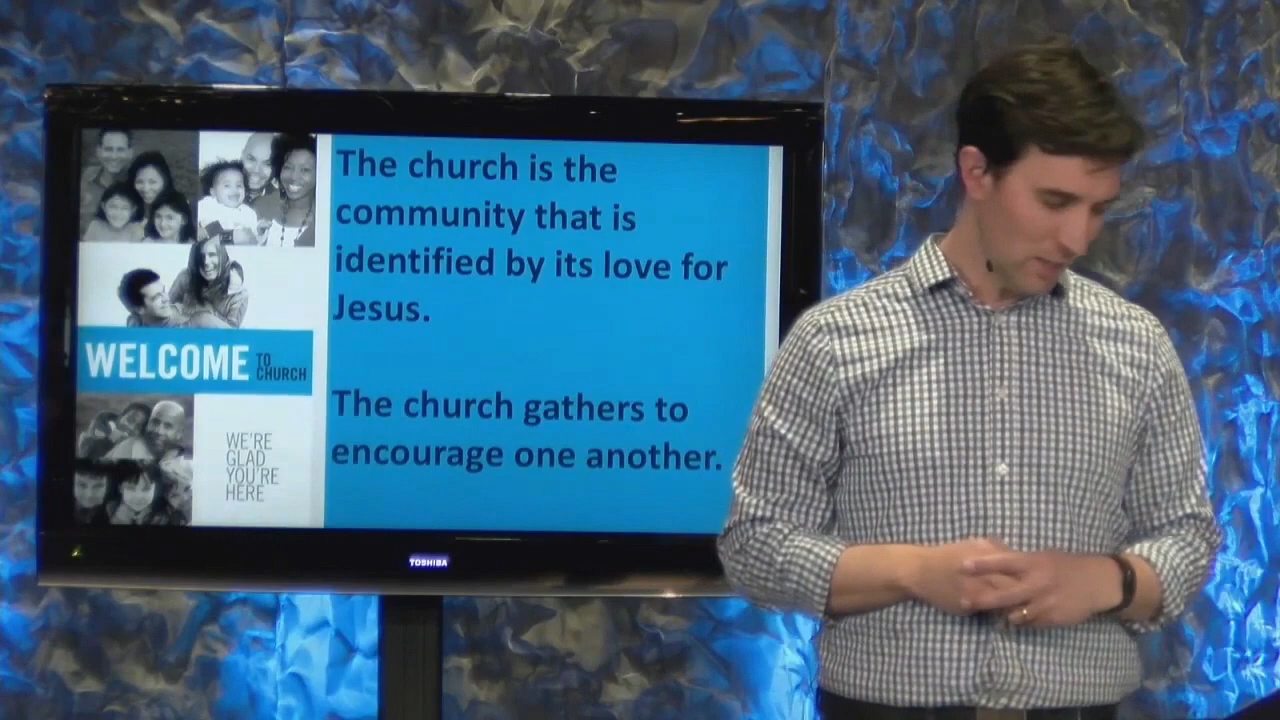 The church is the
community that is
identified by its love for
Jesus.
The church gathers to
encourage one another.
WELCOME TO CHURCH
WE'RE
GLAD
YOU'RE
HERE
TOSHIBA